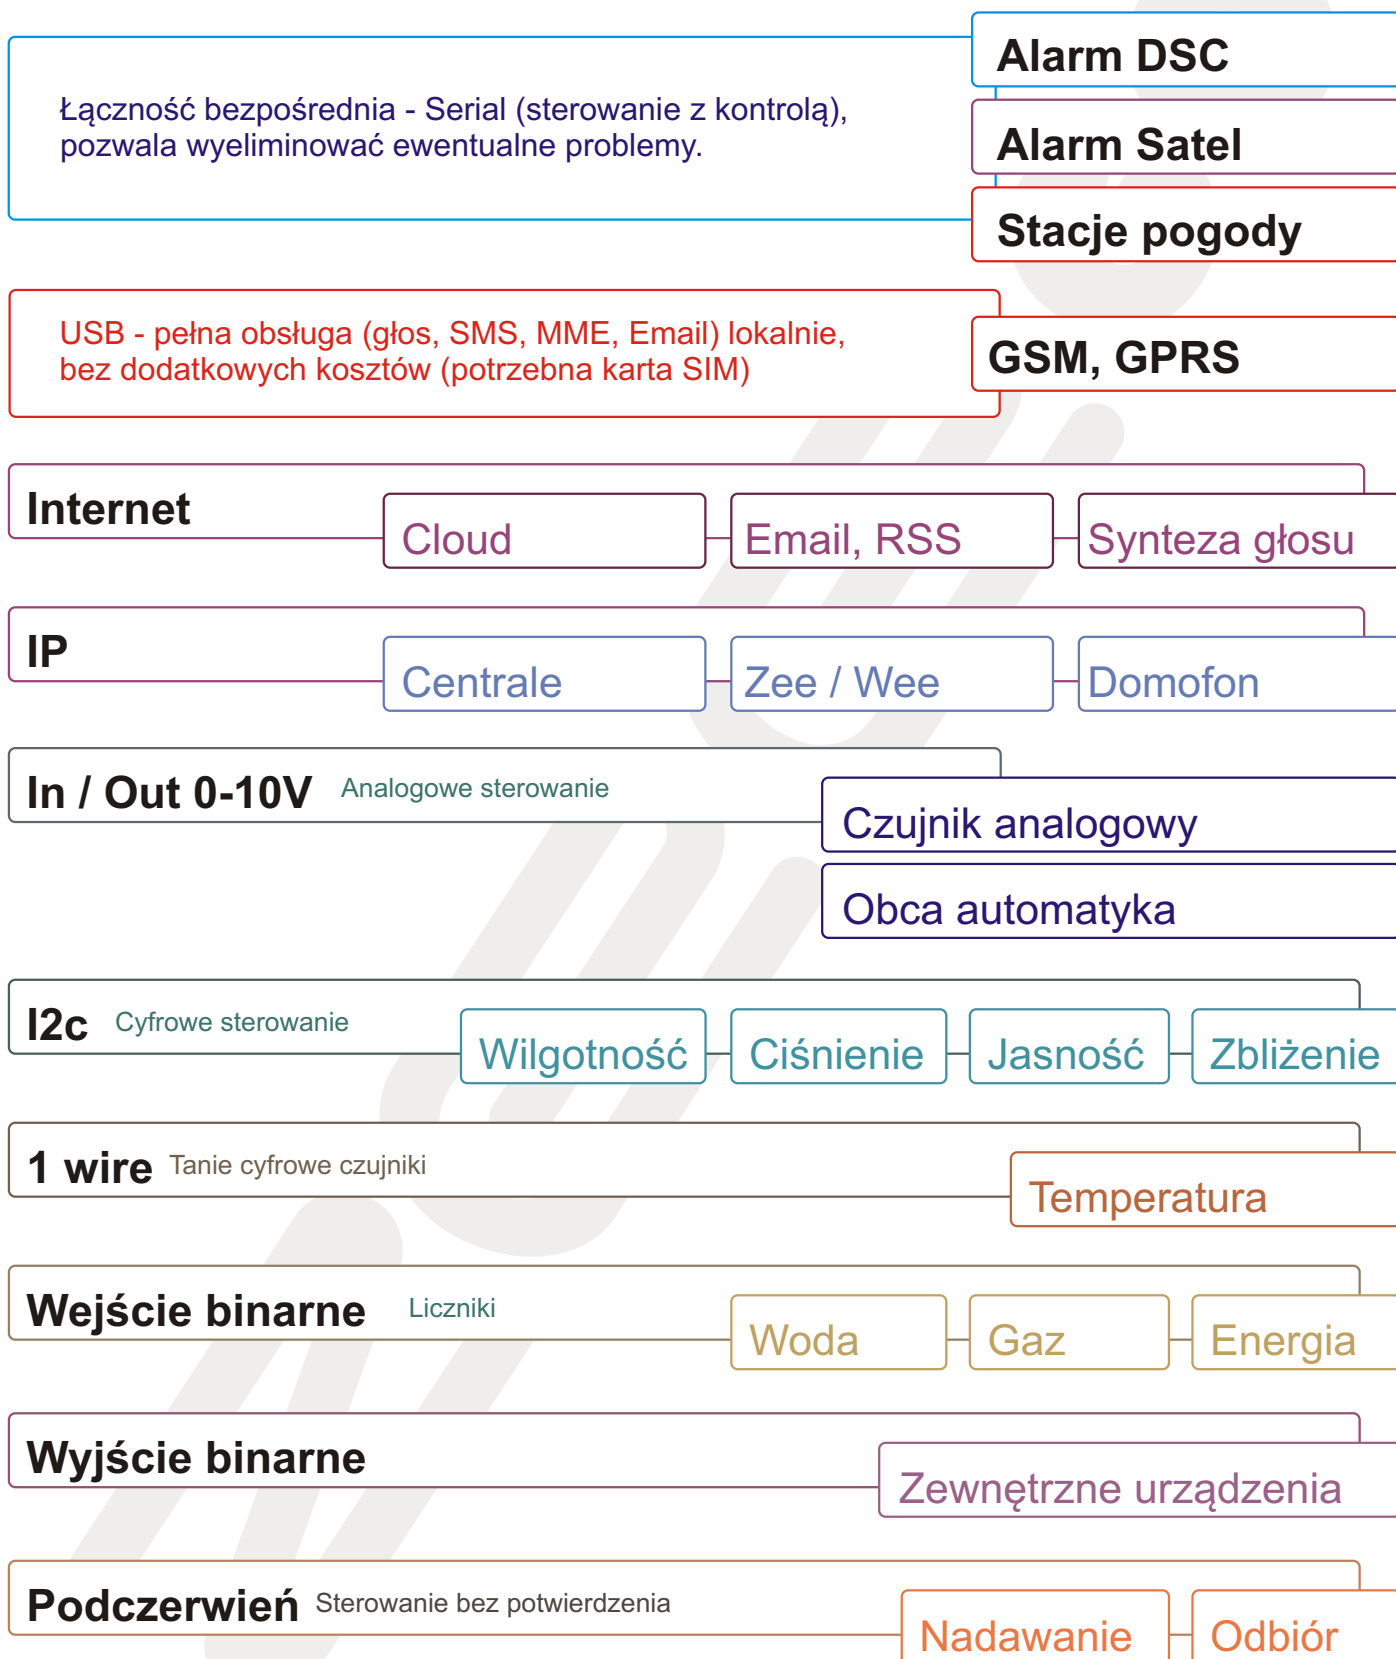 Alarm DSC
Łączność bezpośrednia - Serial (sterowanie z kontrolą),
pozwala wyeliminować ewentualne problemy.
Alarm Satel
Stacje pogody
USB - pełna obsługa (głos, SMS, MME, Email) lokalnie,
bez dodatkowych kosztów (potrzebna karta SIM)
GSM, GPRS
Internet
Cloud
Email, RSS
Synteza głosu
IP
Centrale
Zee / Wee
Domofon
In / Out 0-10V
Analogowe sterowanie
Czujnik analogowy
Obca automatyka
I2c
Cyfrowe sterowanie
Wilgotność
Ciśnienie
Jasność
Zbliżenie
1 wire
Tanie cyfrowe czujniki
Temperatura
Wejście binarne
Liczniki
Woda
Gaz
Energia
Wyjście binarne
Zewnętrzne urządzenia
Podczerwień
Sterowanie bez potwierdzenia
Nadawanie
Odbiór